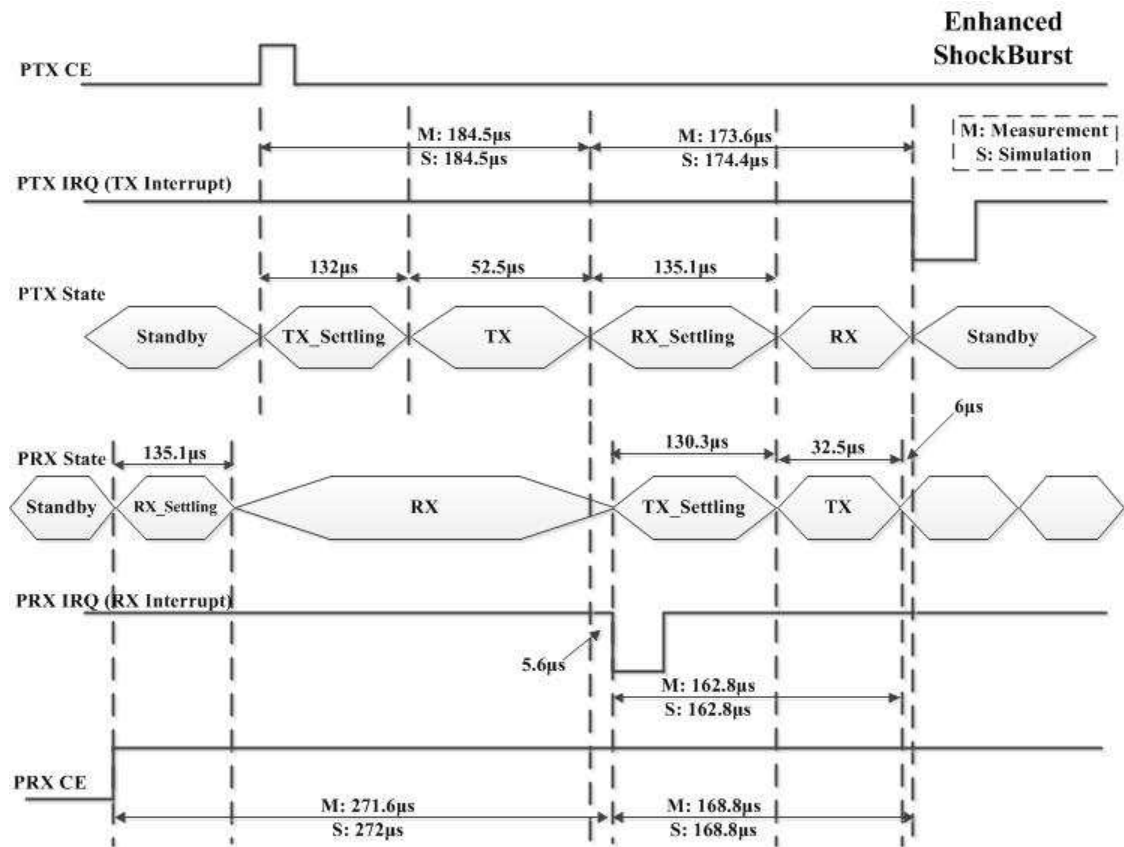 Enhanced
ShockBurst
PTX CE
M: Measurement
S: Simulation
M: 184.5μs
S: 184.5μs
M: 173.6μs
S: 174.4μs
PTX IRQ (TX Interrupt)
132μs
52.5μs
135.1μs
PTX State
Standby
TX_Settling
TX
RX_Settling
RX
Standby
6μs
PRX State
135.1μs
130.3μs
32.5μs
Standby
RX_Settling
RX
TX_Settling
TX
PRX IRQ (RX Interrupt)
5.6μs
M: 162.8μs
S: 162.8μs
PRX CE
M: 271.6μs
S: 272μs
M: 168.8μs
S: 168.8μs